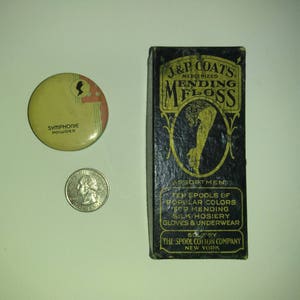 SYMPHONIE
POWDER
J. & P. COATS
MERCERIZED
MENDING
FLOSS
ASSORTMENT
TEN SPOOLS OF
POPULAR COLORS
FOR MENDING
SILK HOSIERY
GLOVES & UNDERWEAR
SOLD BY
THE SPOOL COTTON COMPANY
NEW YORK